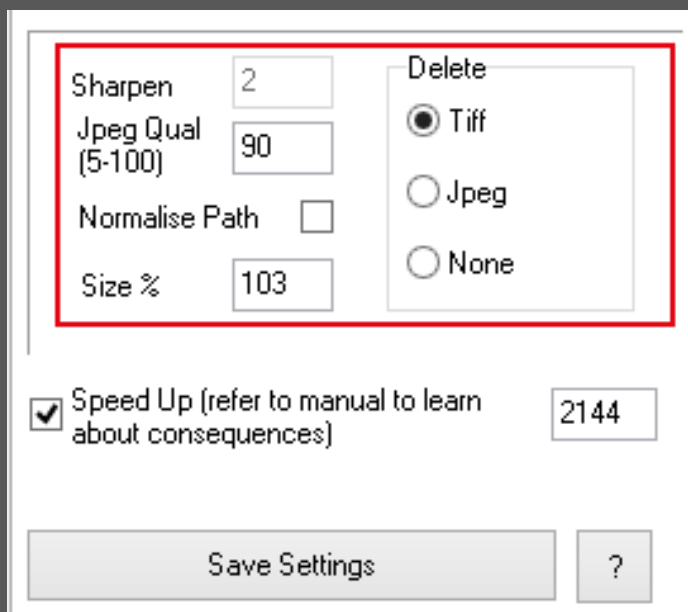 Sharpen 2
Jpeg Qual
(5-100) 90
Normalise Path
Size % 103
Delete
Tiff
Jpeg
None
Speed Up (refer to manual to learn
about consequences) 2144
Save Settings ?